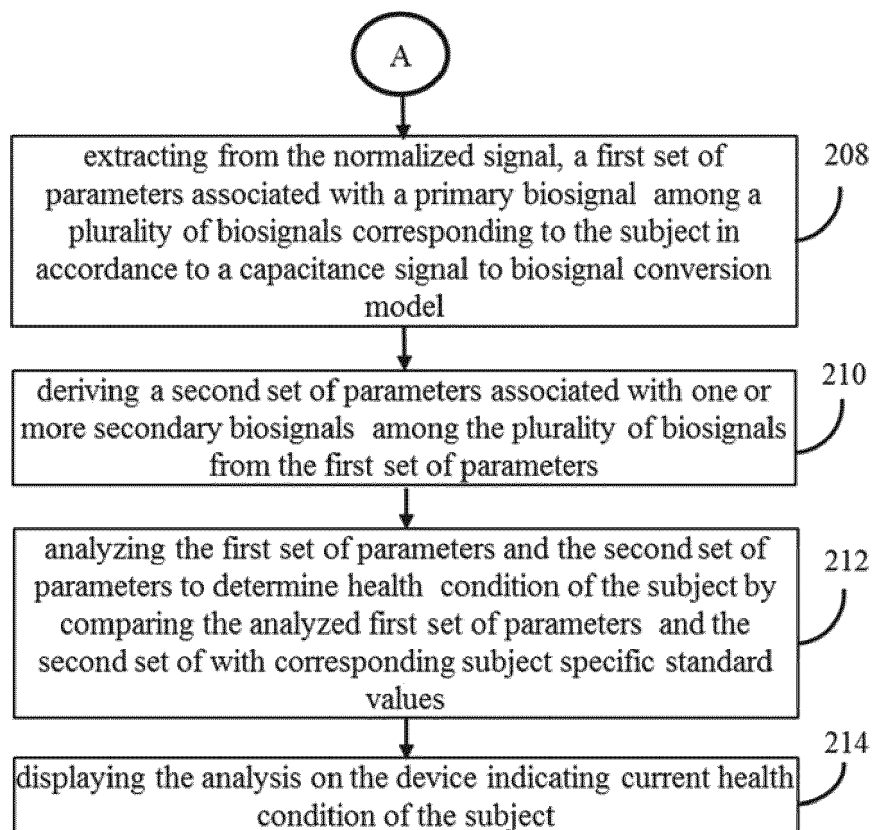 A
extracting from the normalized signal, a first set of
parameters associated with a primary biosignal among a
plurality of biosignals corresponding to the subject in
accordance to a capacitance signal to biosignal conversion
model
208
deriving a second set of parameters associated with one or
more secondary biosignals among the plurality of biosignals
from the first set of parameters
210
analyzing the first set of parameters and the second set of
parameters to determine health condition of the subject by
comparing the analyzed first set of parameters and the
second set of with corresponding subject specific standard
values
212
displaying the analysis on the device indicating current health
condition of the subject
214